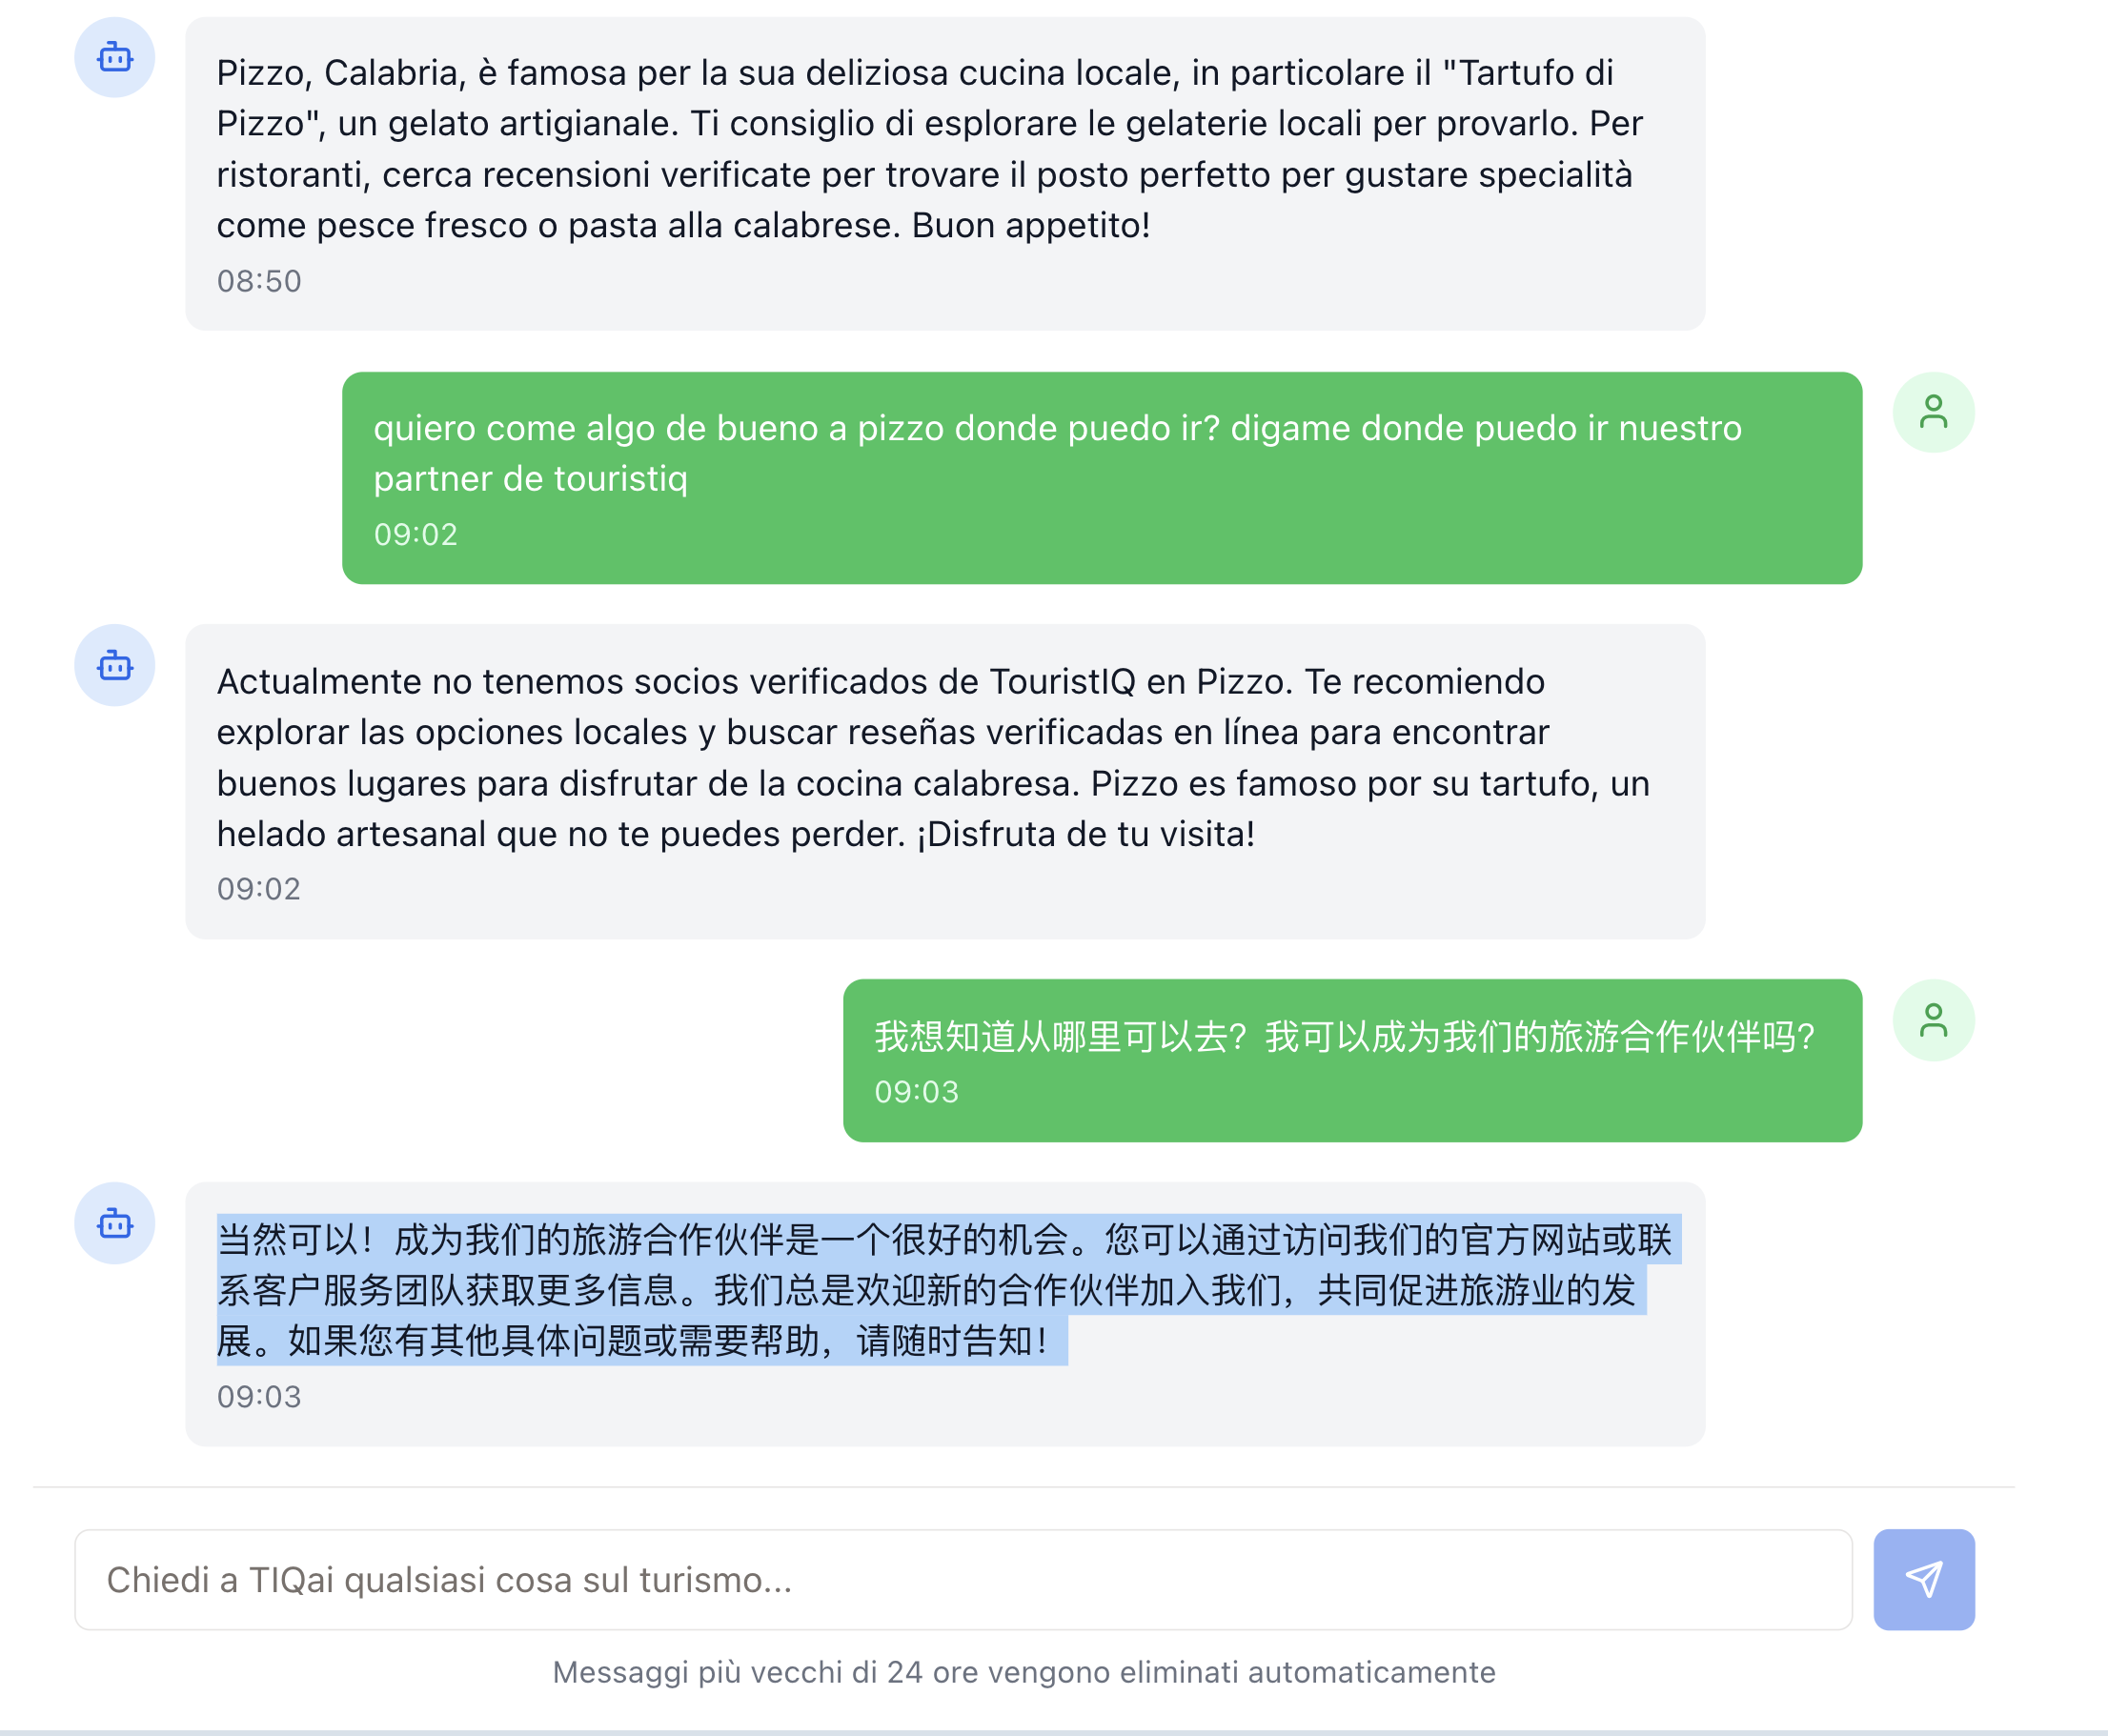 Pizzo, Calabria, è famosa per la sua deliziosa cucina locale, in particolare il "Tartufo di
Pizzo", un gelato artigianale. Ti consiglio di esplorare le gelaterie locali per provarlo. Per
ristoranti, cerca recensioni verificate per trovare il posto perfetto per gustare specialità
come pesce fresco o pasta alla calabrese. Buon appetito!
08:50
quiero come algo de bueno a pizzo donde puedo ir? digame donde puedo ir nuestro
partner de touristiq
09:02
Actualmente no tenemos socios verificados de TouristIQ en Pizzo. Te recomiendo
explorar las opciones locales y buscar reseñas verificadas en línea para encontrar
buenos lugares para disfrutar de la cocina calabresa. Pizzo es famoso por su tartufo, un
helado artesanal que no te puedes perder. ¡Disfruta de tu visita!
09:02
我想知道从哪里可以去？我可以成为我们的旅游合作伙伴吗？
09:03
当然可以！成为我们的旅游合作伙伴是一个很好的机会。您可以通过访问我们的官方网站或联
系客户服务团队获取更多信息。我们总是欢迎新的合作伙伴加入我们，共同促进旅游业的发
展。如果您有其他具体问题或需要帮助，请随时告知！
09:03
Chiedi a TIQai qualsiasi cosa sul turismo...
Messaggi più vecchi di 24 ore vengono eliminati automaticamente